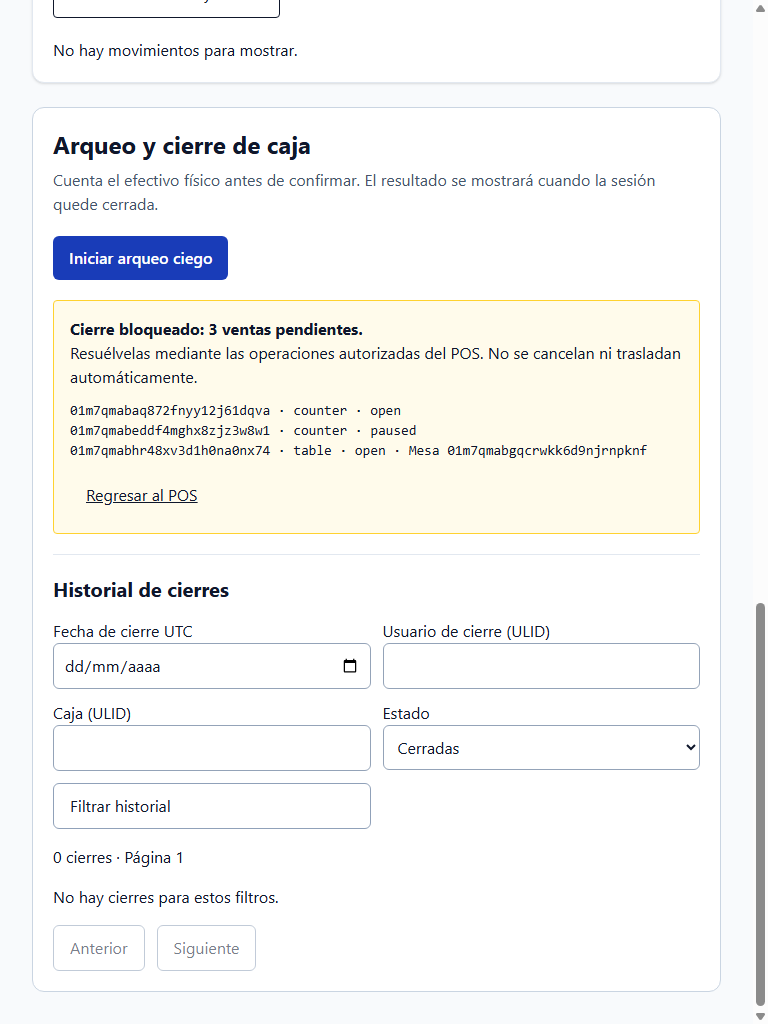 No hay movimientos para mostrar.
Arqueo y cierre de caja
Cuenta el efectivo físico antes de confirmar. El resultado se mostrará cuando la sesión
quede cerrada.
Iniciar arqueo ciego
Cierre bloqueado: 3 ventas pendientes.
Resuélvelas mediante las operaciones autorizadas del POS. No se cancelan ni trasladan
automáticamente.
01m7qmabaq872fnyy12j61dqva · counter · open
01m7qmabeddf4mghx8zjz3w8w1 · counter · paused
01m7qmabhr48xv3d1h0na0nx74 · table · open · Mesa 01m7qmabgqcrwkk6d9njrnpknf
Regresar al POS
Historial de cierres
Fecha de cierre UTC
Usuario de cierre (ULID)
dd/mm/aaaa
Caja (ULID)
Estado
Cerradas
Filtrar historial
0 cierres · Página 1
No hay cierres para estos filtros.
Anterior
Siguiente